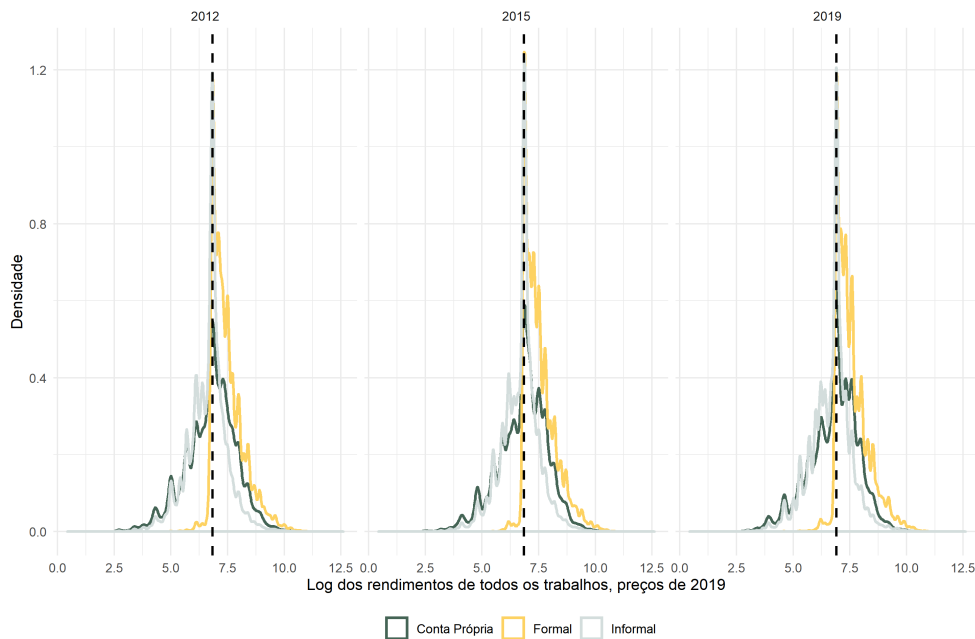 2012 2015 2019
1.2
0.8
0.4
0.0
Densidade
0.0 2.5 5.0 7.5 10.0 12.5 0.0 2.5 5.0 7.5 10.0 12.5 0.0 2.5 5.0 7.5 10.0 12.5
Log dos rendimentos de todos os trabalhos, preços de 2019
Conta Própria Formal Informal